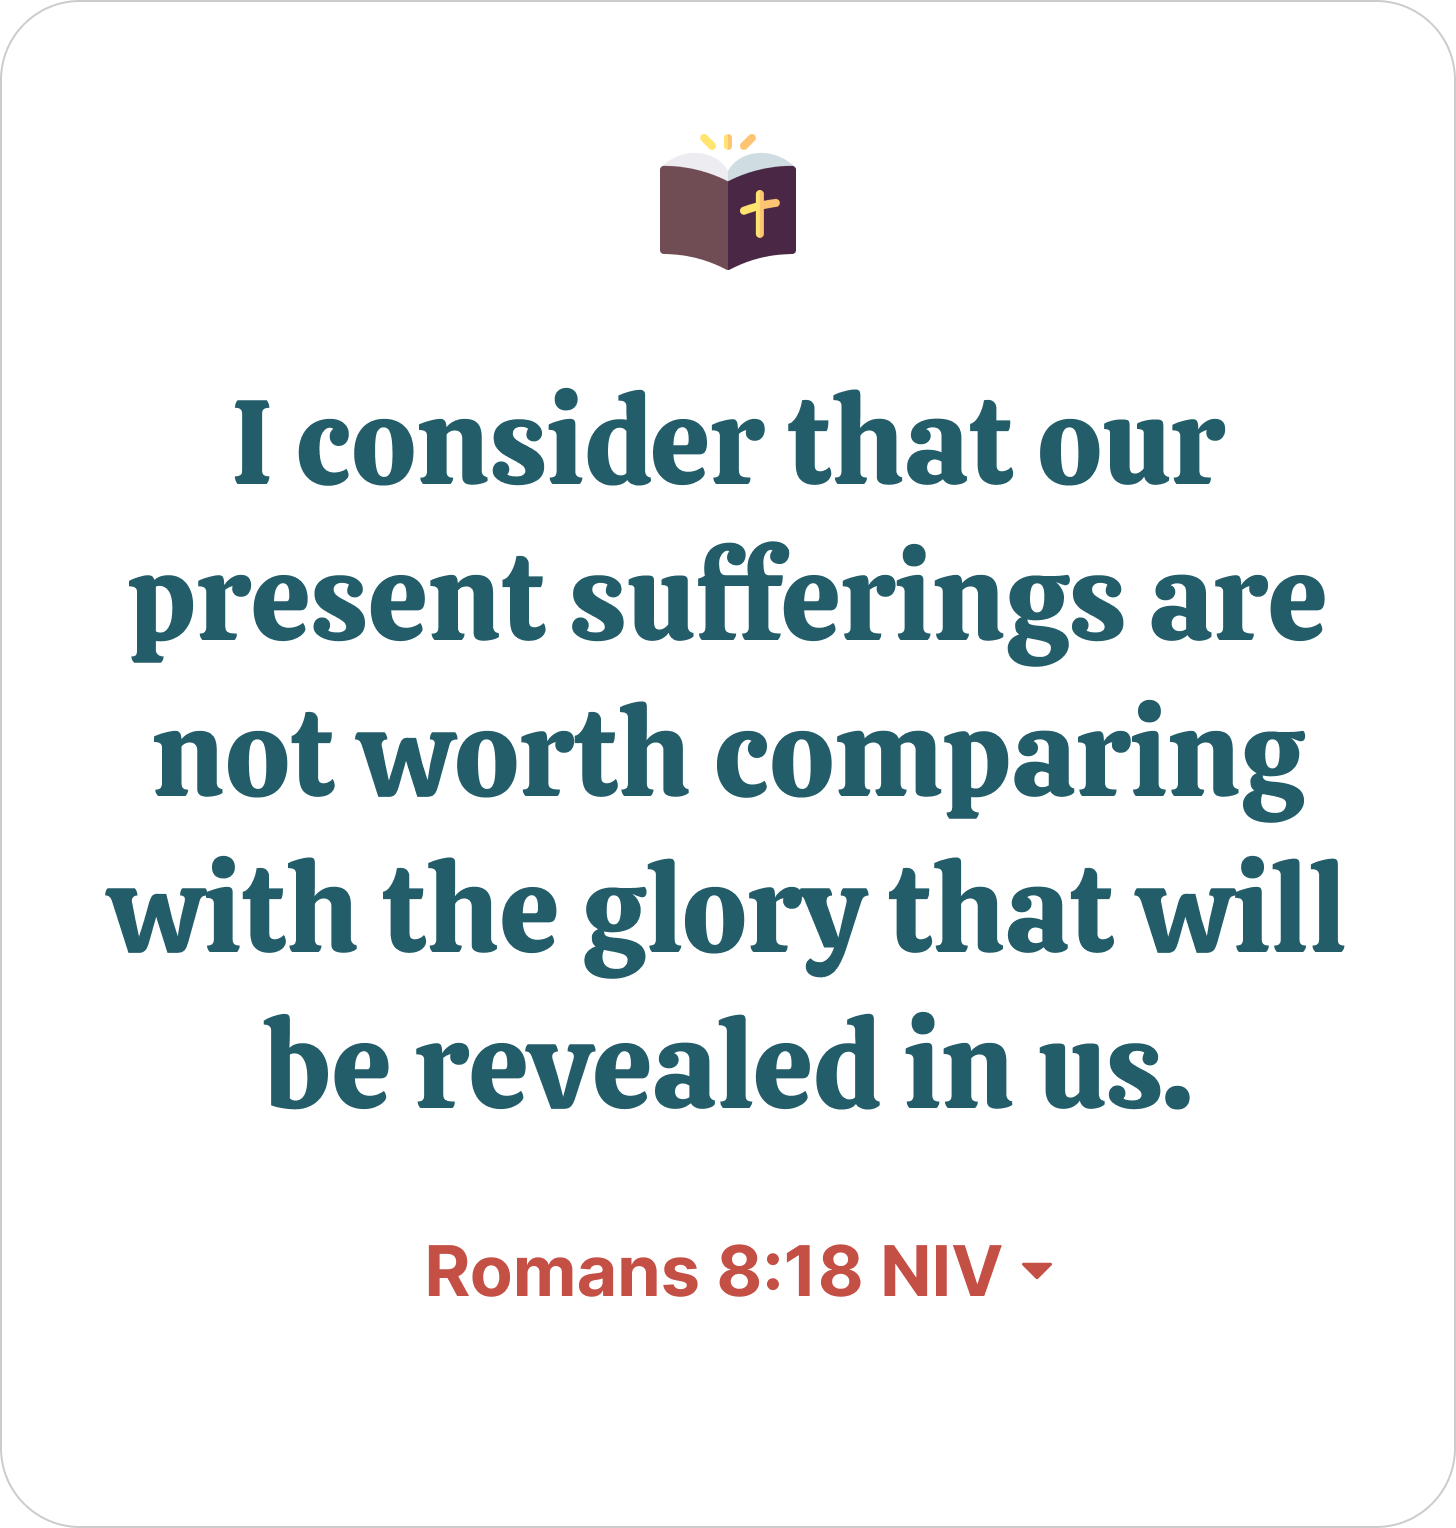 I consider that our
present sufferings are
not worth comparing
with the glory that will
be revealed in us.
Romans 8:18 NIV